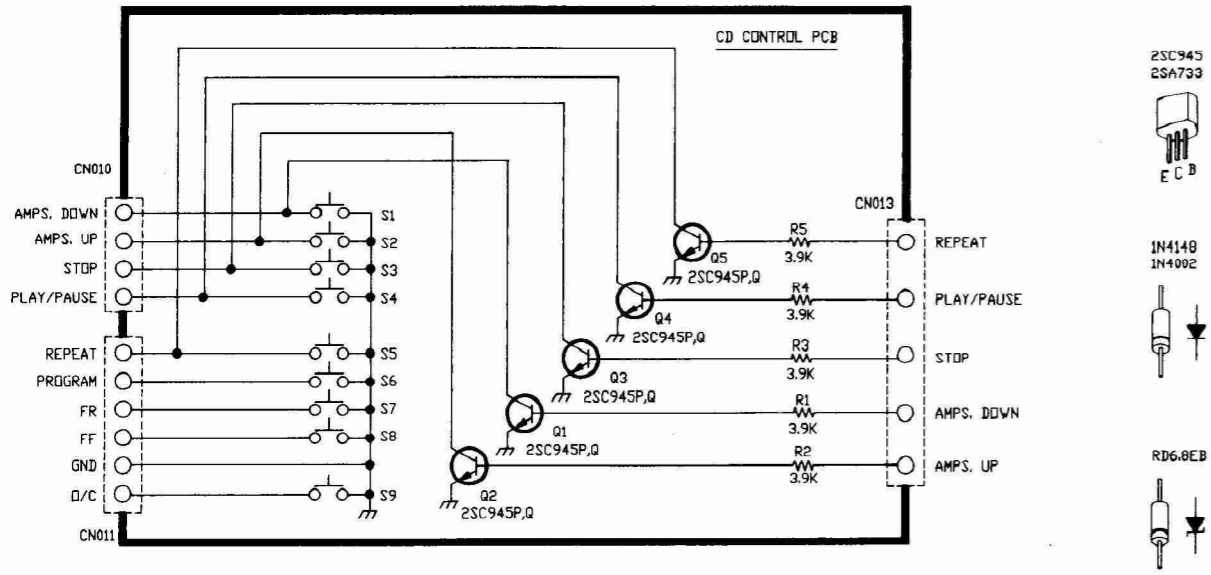 CD CONTROL PCB
CN010
AMPS. DOWN
AMPS. UP
STOP
PLAY/PAUSE
REPEAT
PROGRAM
FR
FF
GND
O/C
CN011
S1
S2
S3
S4
S5
S6
S7
S8
S9
Q5
2SC945P,Q
Q4
2SC945P,Q
Q3
2SC945P,Q
Q1
2SC945P,Q
Q2
2SC945P,Q
R5
3.9K
R4
3.9K
R3
3.9K
R1
3.9K
R2
3.9K
CN013
REPEAT
PLAY/PAUSE
STOP
AMPS. DOWN
AMPS. UP
2SC945
2SA733
E C B
1N4148
1N4002
RD6.8EB